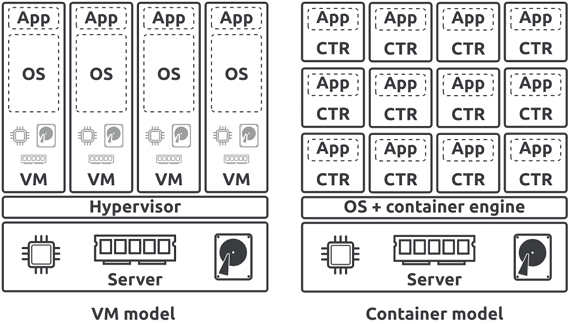 App App App App
OS OS OS OS
VM VM VM VM
Hypervisor
Server
VM model
App App App App
CTR CTR CTR CTR
App App App App
CTR CTR CTR CTR
App App App App
CTR CTR CTR CTR
OS + container engine
Server
Container model